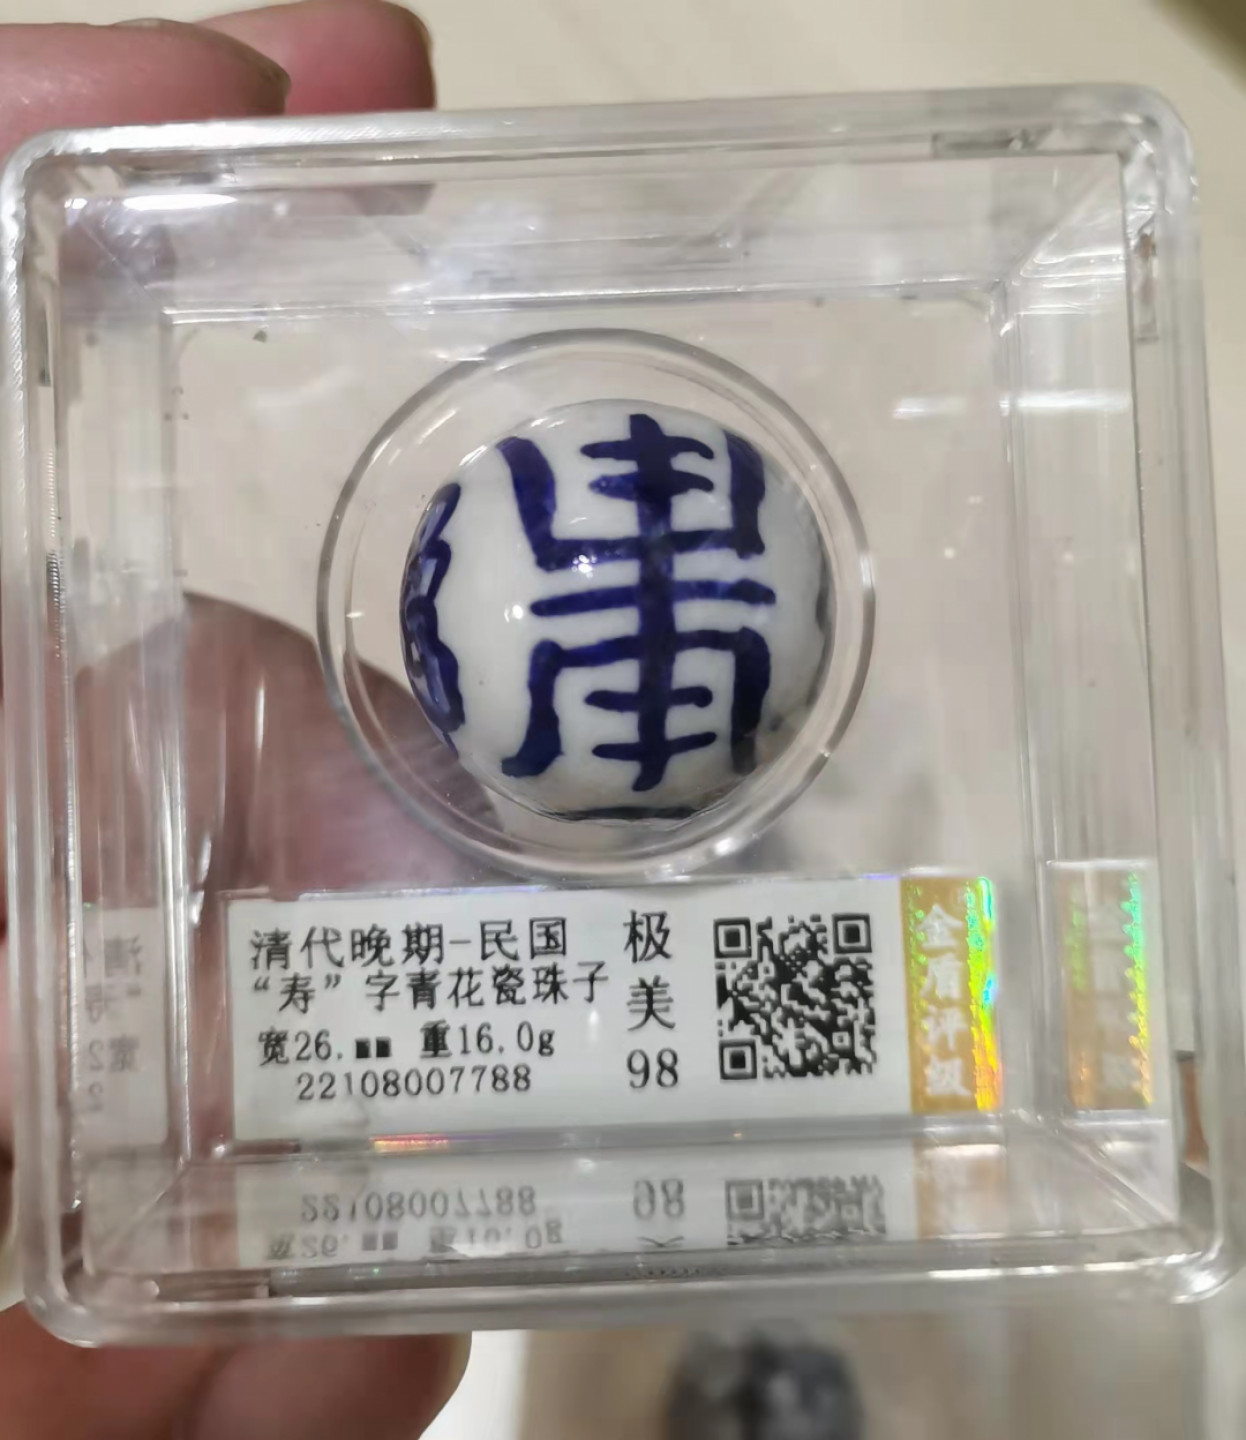 清代晚期-民国
“寿”字青花瓷珠子
宽26.■■ 重16.0g
22108007788
极美
98
金盾评级